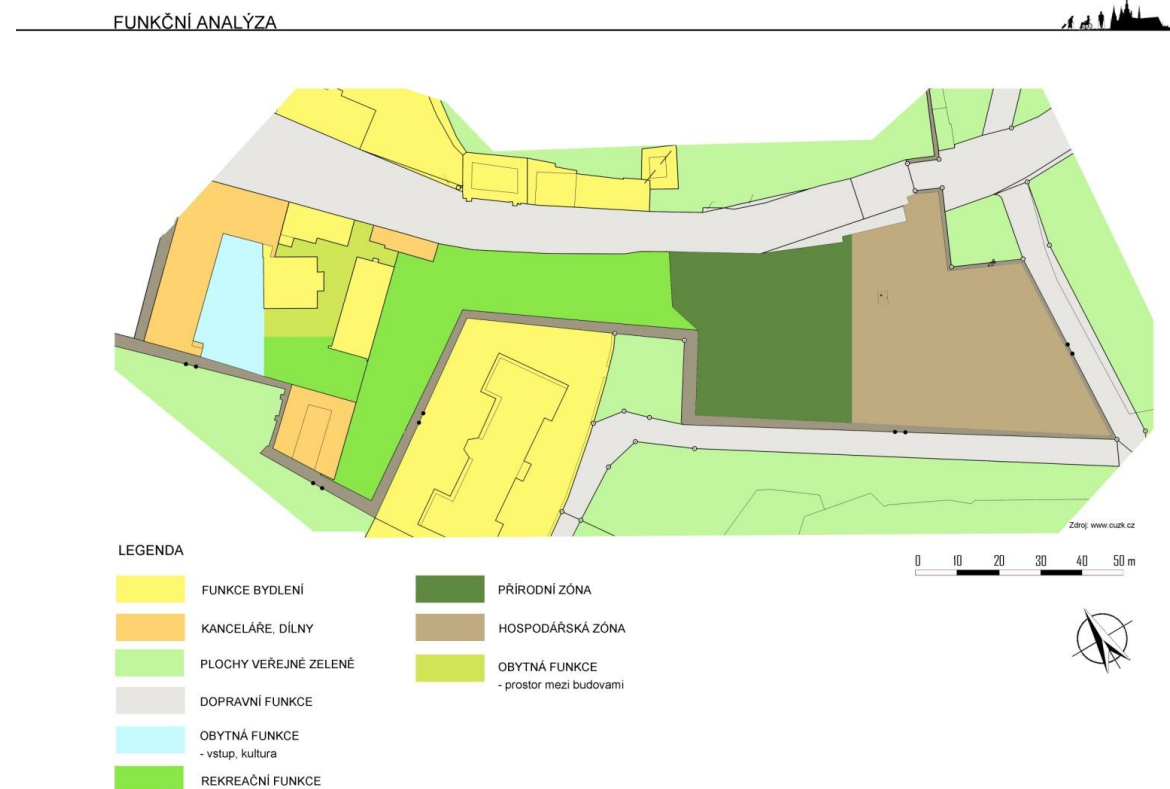 FUNKČNÍ ANALÝZA
Zdroj: www.cuzk.cz
LEGENDA
FUNKCE BYDLENÍ
KANCELÁŘE, DÍLNY
PLOCHY VEŘEJNÉ ZELENĚ
DOPRAVNÍ FUNKCE
OBYTNÁ FUNKCE
- vstup, kultura
REKREAČNÍ FUNKCE
PŘÍRODNÍ ZÓNA
HOSPODÁŘSKÁ ZÓNA
OBYTNÁ FUNKCE
- prostor mezi budovami
0 10 20 30 40 50 m